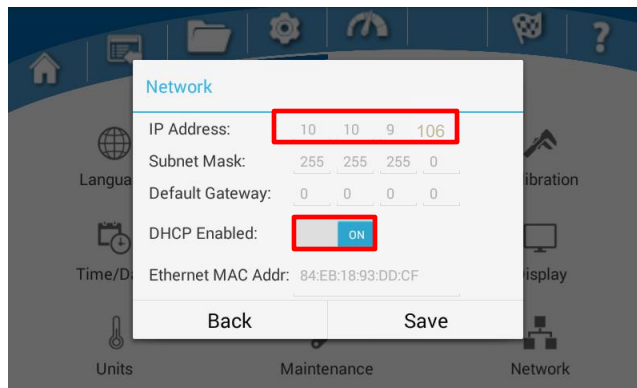 ?
Network
IP Address: 10 10 9 106
Subnet Mask: 255 255 255 0
Langua
ibration
Default Gateway: 0 0 0 0
DHCP Enabled: ON
Time/Da
isplay
Ethernet MAC Addr: 84:EB:18:93:DD:CF
Back Save
Units Maintenance Network